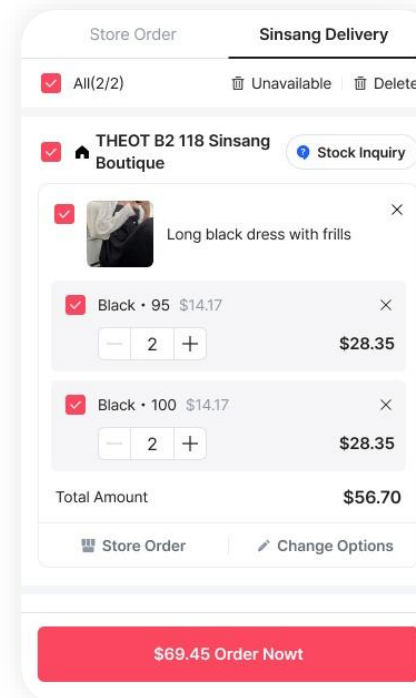 Store Order Sinsang Delivery
All(2/2) Unavailable Delete
THEOT B2 118 Sinsang
Boutique
Stock Inquiry
Long black dress with frills
Black • 95 $14.17
2 $28.35
Black • 100 $14.17
2 $28.35
Total Amount $56.70
Store Order Change Options
$69.45 Order Nowt